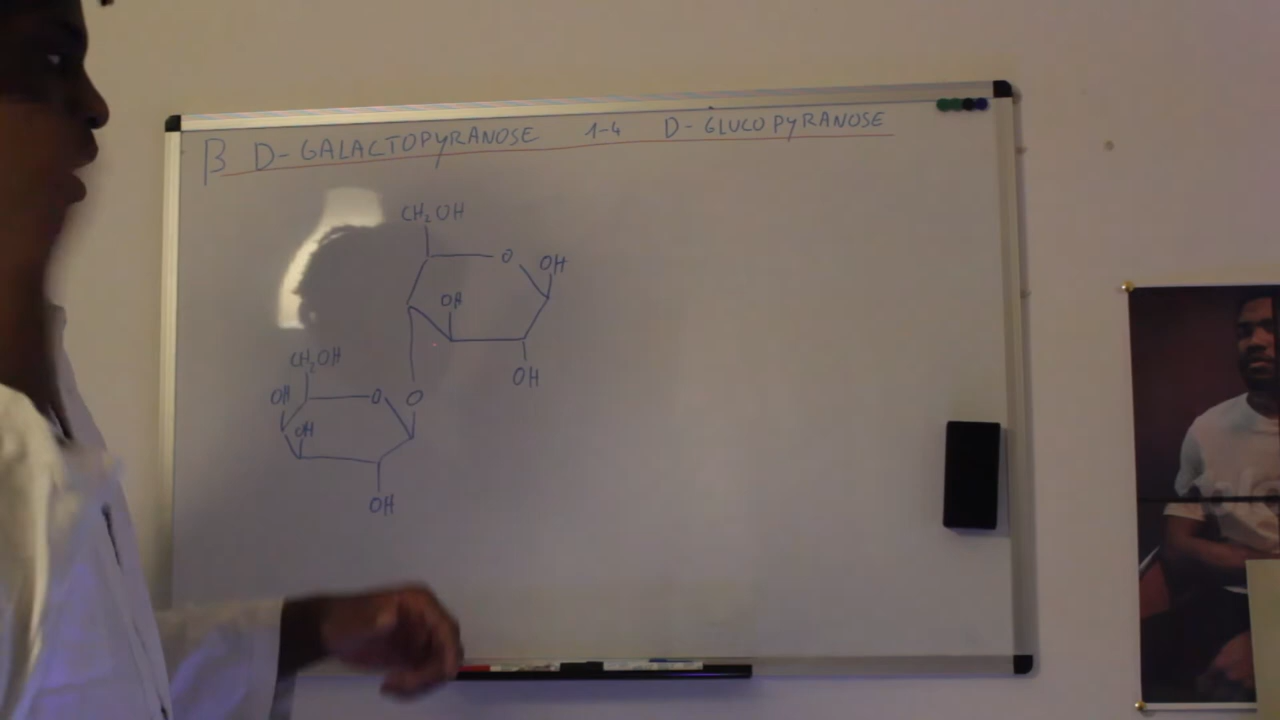 β D-GALACTOPYRANOSE 1-4 D-GLUCOPYRANOSE
CH₂OH
O OH
OH
CH₂OH OH
OH O O
OH
OH